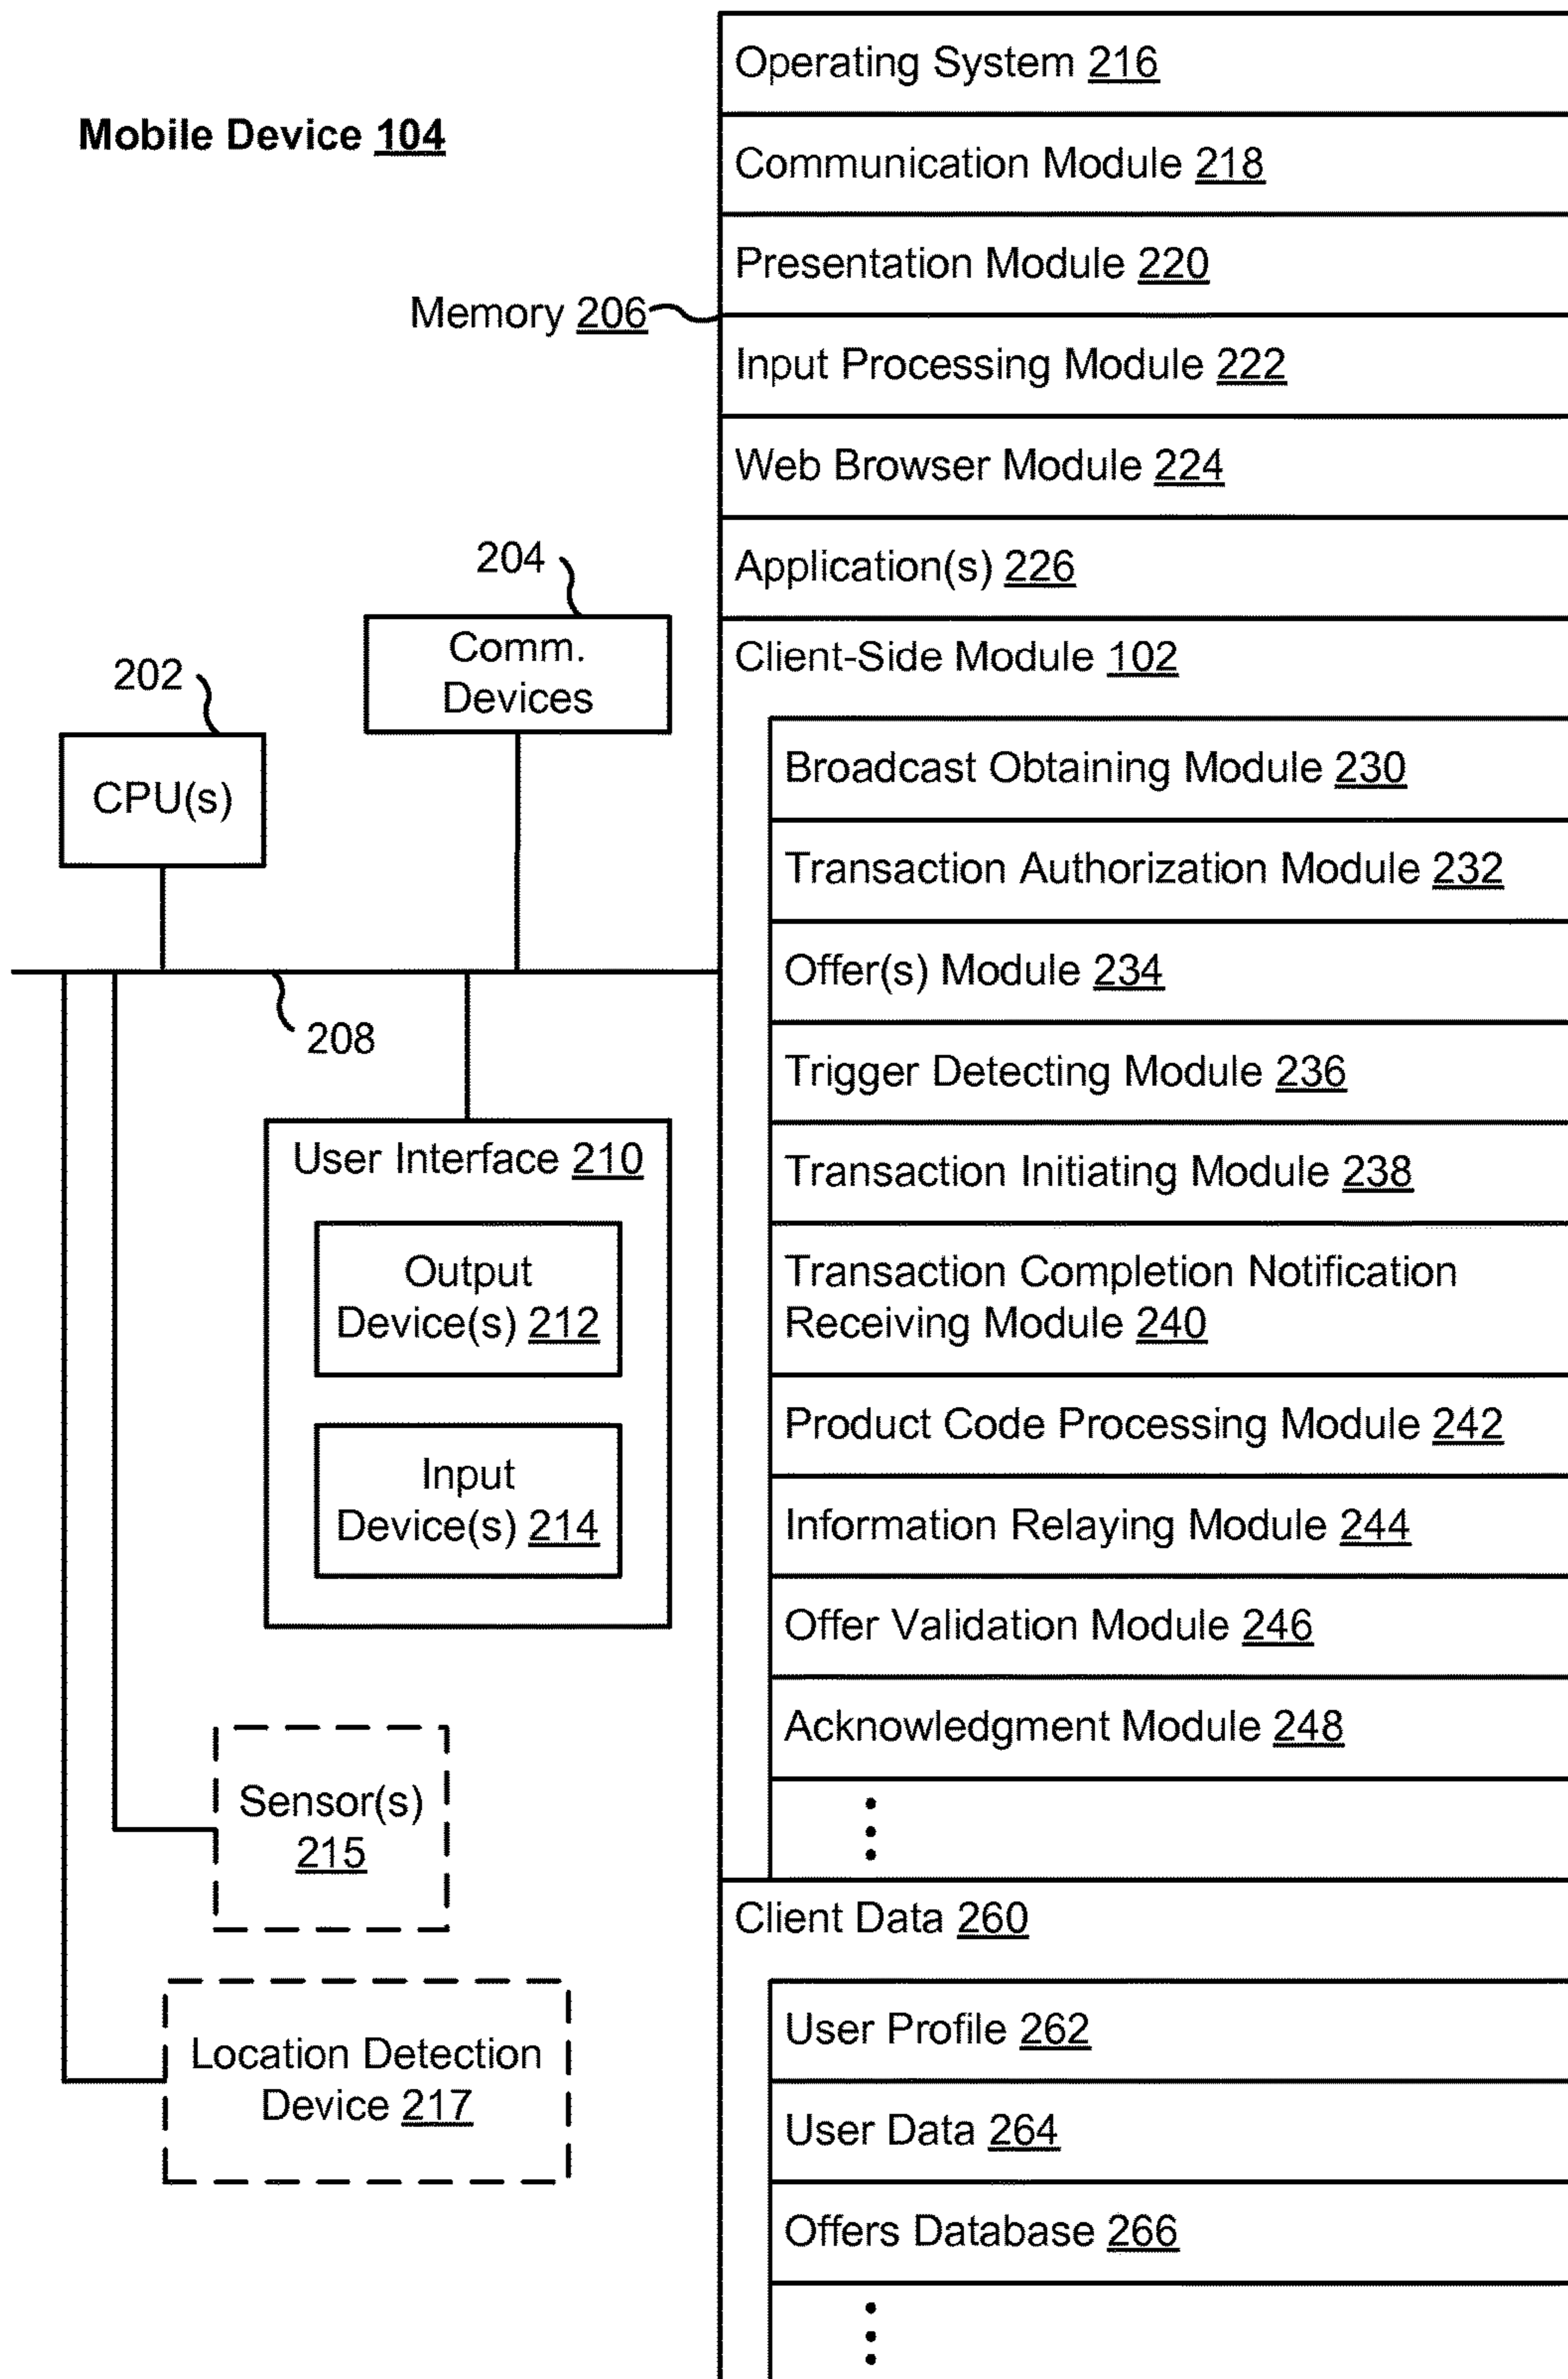 Mobile Device 104
Memory 206
204
Comm.
Devices
202
CPU(s)
208
User Interface 210
Output
Device(s) 212
Input
Device(s) 214
Sensor(s)
215
Location Detection
Device 217
Operating System 216
Communication Module 218
Presentation Module 220
Input Processing Module 222
Web Browser Module 224
Application(s) 226
Client-Side Module 102
Broadcast Obtaining Module 230
Transaction Authorization Module 232
Offer(s) Module 234
Trigger Detecting Module 236
Transaction Initiating Module 238
Transaction Completion Notification
Receiving Module 240
Product Code Processing Module 242
Information Relaying Module 244
Offer Validation Module 246
Acknowledgment Module 248
Client Data 260
User Profile 262
User Data 264
Offers Database 266